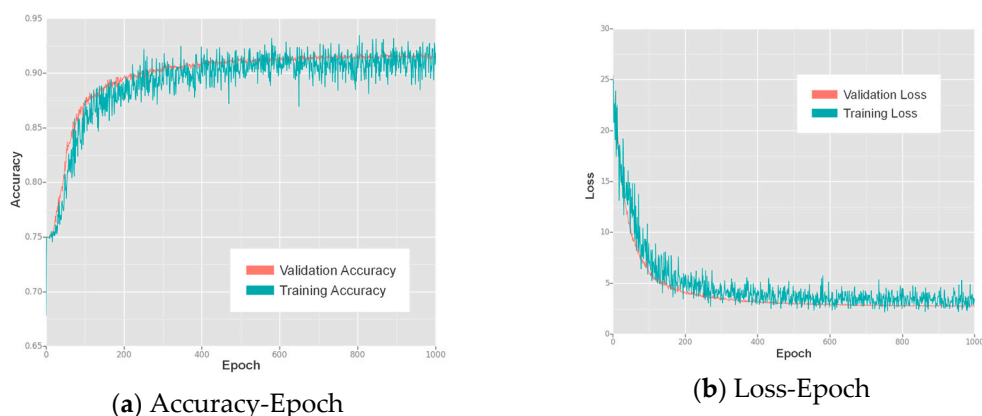 0.95
0.90
0.85
0.80
0.75
0.70
0.65
Accuracy
Validation Accuracy
Training Accuracy
0 200 400 600 800 1000
Epoch
(a) Accuracy-Epoch
30
25
20
15
10
5
0
Loss
Validation Loss
Training Loss
0 200 400 600 800 1000
Epoch
(b) Loss-Epoch